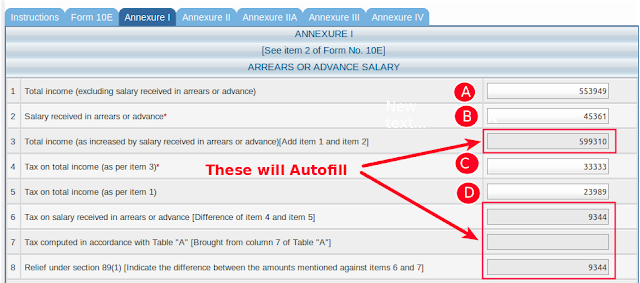 Instructions Form 10E Annexure I Annexure II Annexure IIA Annexure III Annexure IV
ANNEXURE I
[See item 2 of Form No. 10E]
ARREARS OR ADVANCE SALARY
1 Total income (excluding salary received in arrears or advance) A 553949
2 Salary received in arrears or advance* B 45361
New
text...
3 Total income (as increased by salary received in arrears or advance)[Add item 1 and item 2] 599310
4 Tax on total income (as per item 3)* C 33333
These will Autofill
5 Tax on total income (as per item 1) D 23989
6 Tax on salary received in arrears or advance [Difference of item 4 and item 5] 9344
7 Tax computed in accordance with Table "A" [Brought from column 7 of Table "A"]
8 Relief under section 89(1) [Indicate the difference between the amounts mentioned against items 6 and 7] 9344